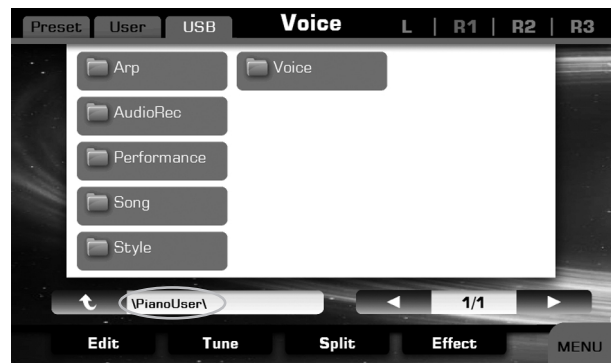 Preset User USB Voice L | R1 | R2 | R3
Arp Voice
AudioRec
Performance
Song
Style
\PianoUser\ 1/1
Edit Tune Split Effect MENU